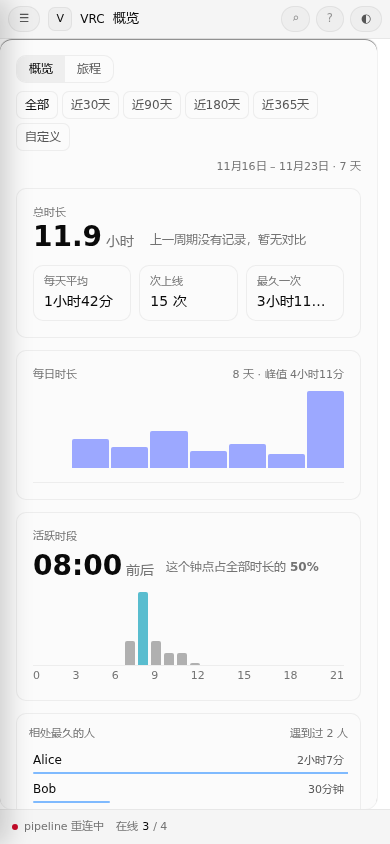 ☰ V VRC 概览 ⌕ ? ◐
概览 旅程
全部 近30天 近90天 近180天 近365天
自定义
11月16日 – 11月23日 · 7 天
总时长
11.9 小时 上一周期没有记录，暂无对比
每天平均 次上线 最久一次
1小时42分 15 次 3小时11…
每日时长 8 天 · 峰值 4小时11分
活跃时段
08:00 前后 这个钟点占全部时长的 50%
0 3 6 9 12 15 18 21
相处最久的人 遇到过 2 人
Alice 2小时7分
Bob 30分钟
pipeline 重连中 在线 3 / 4